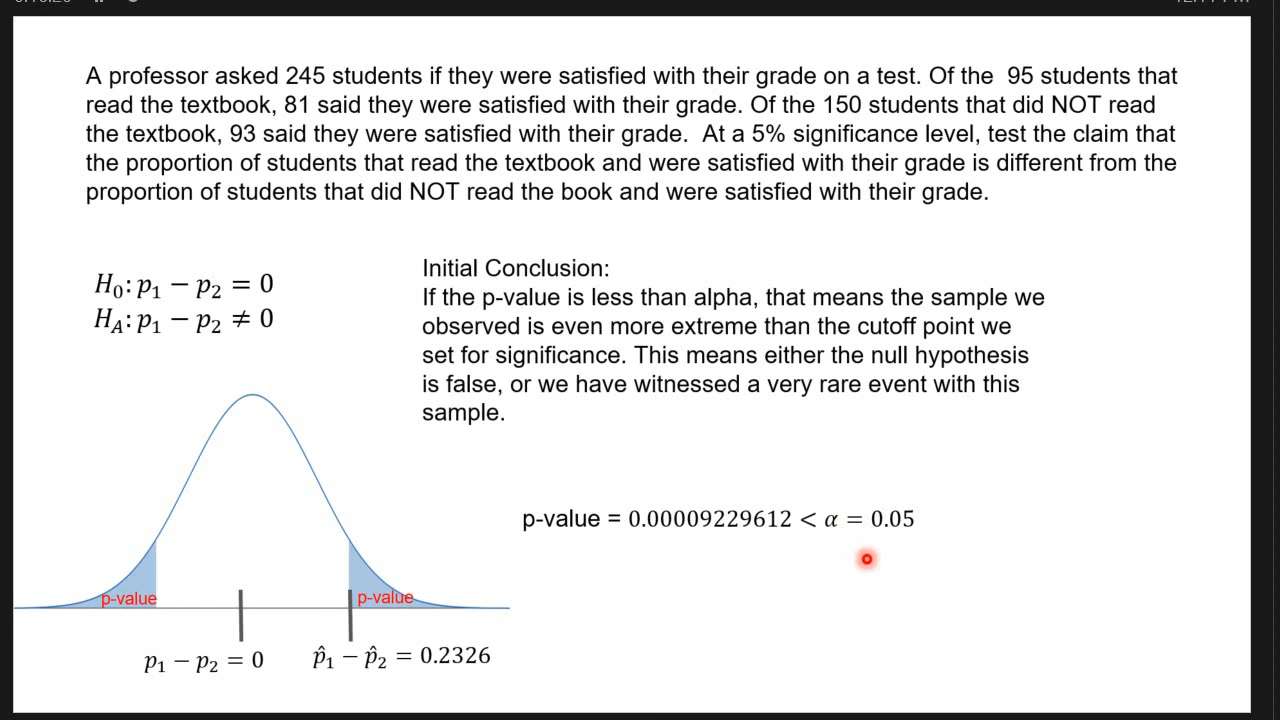 A professor asked 245 students if they were satisfied with their grade on a test. Of the 95 students that
read the textbook, 81 said they were satisfied with their grade. Of the 150 students that did NOT read
the textbook, 93 said they were satisfied with their grade. At a 5% significance level, test the claim that
the proportion of students that read the textbook and were satisfied with their grade is different from the
proportion of students that did NOT read the book and were satisfied with their grade.
H₀: p₁ − p₂ = 0
H_A: p₁ − p₂ ≠ 0
Initial Conclusion:
If the p-value is less than alpha, that means the sample we
observed is even more extreme than the cutoff point we
set for significance. This means either the null hypothesis
is false, or we have witnessed a very rare event with this
sample.
p-value = 0.00009229612 < α = 0.05
p-value
p-value
p₁ − p₂ = 0
p̂₁ − p̂₂ = 0.2326